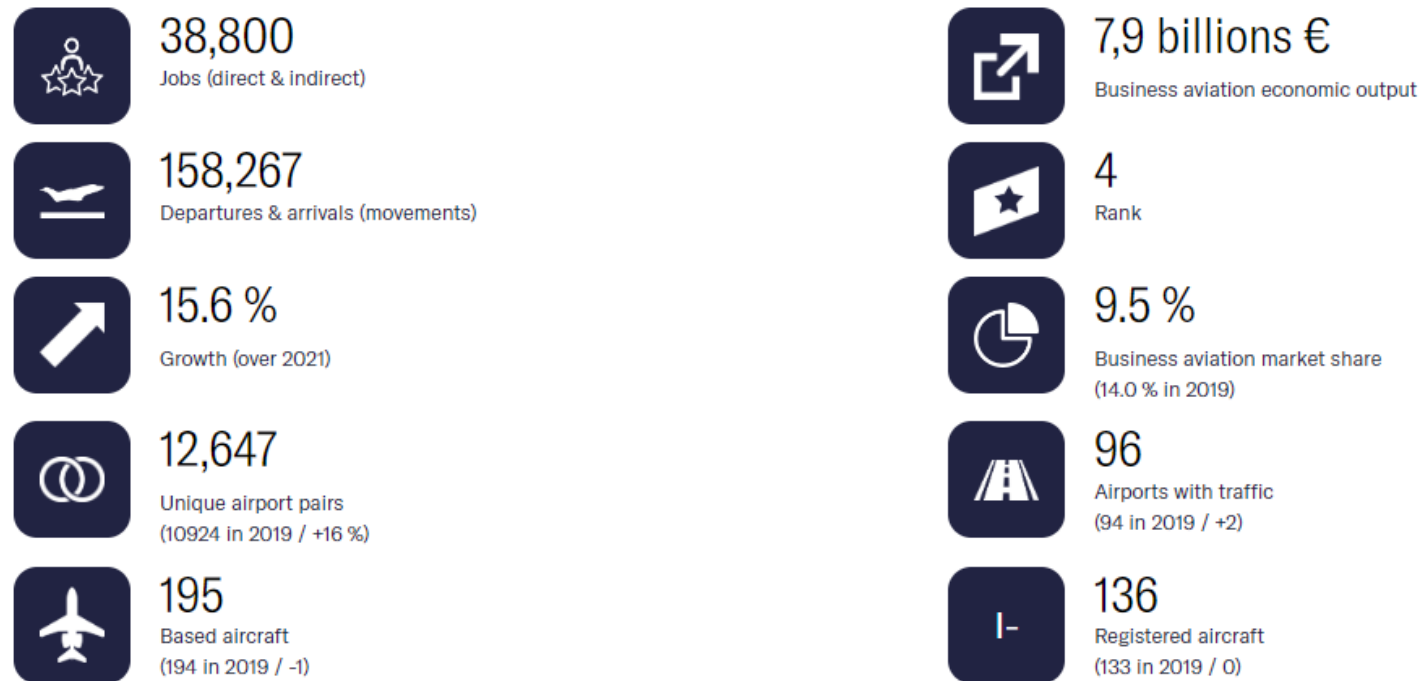 38,800
Jobs (direct & indirect)
7,9 billions €
Business aviation economic output
158,267
Departures & arrivals (movements)
4
Rank
15.6 %
Growth (over 2021)
9.5 %
Business aviation market share
(14.0 % in 2019)
12,647
Unique airport pairs
(10924 in 2019 / +16 %)
96
Airports with traffic
(94 in 2019 / +2)
195
Based aircraft
(194 in 2019 / -1)
I-
136
Registered aircraft
(133 in 2019 / 0)